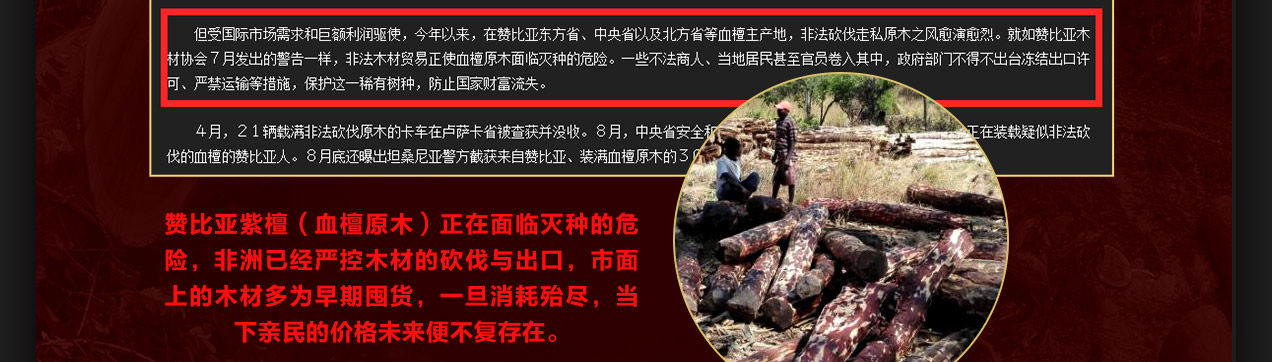 但受国际市场需求和巨额利润驱使，今年以来，在赞比亚东方省、中央省以及北方省等血檀主产地，非法砍伐走私原木之风愈演愈烈。就如赞比亚木
材协会７月发出的警告一样，非法木材贸易正使血檀原木面临灭种的危险。一些不法商人、当地居民甚至官员卷入其中，政府部门不得不出台冻结出口许
可、严禁运输等措施，保护这一稀有树种，防止国家财富流失。
４月，２１辆载满非法砍伐原木的卡车在卢萨卡省被查获并没收。８月，中央省安全和 正在装载疑似非法砍
伐的血檀的赞比亚人。８月底还曝出坦桑尼亚警方截获来自赞比亚、装满血檀原木的３０
赞比亚紫檀（血檀原木）正在面临灭种的危
险，非洲已经严控木材的砍伐与出口，市面
上的木材多为早期囤货，一旦消耗殆尽，当
下亲民的价格未来便不复存在。